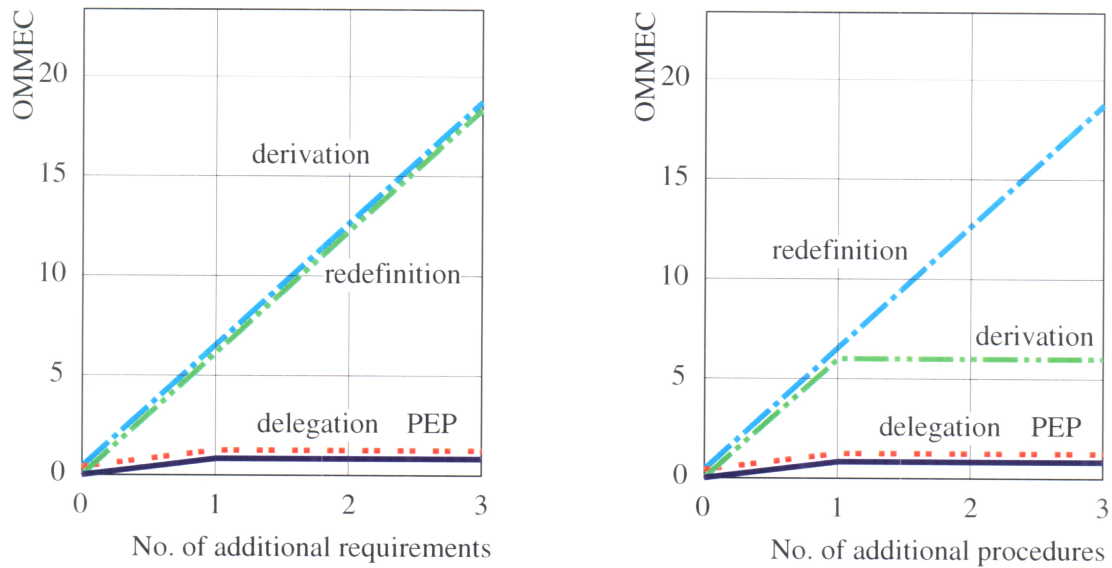 OMMEC
20
15
10
5
0
derivation
redefinition
delegation PEP
0 1 2 3
No. of additional requirements
OMMEC
20
15
10
5
0
redefinition
derivation
delegation PEP
0 1 2 3
No. of additional procedures